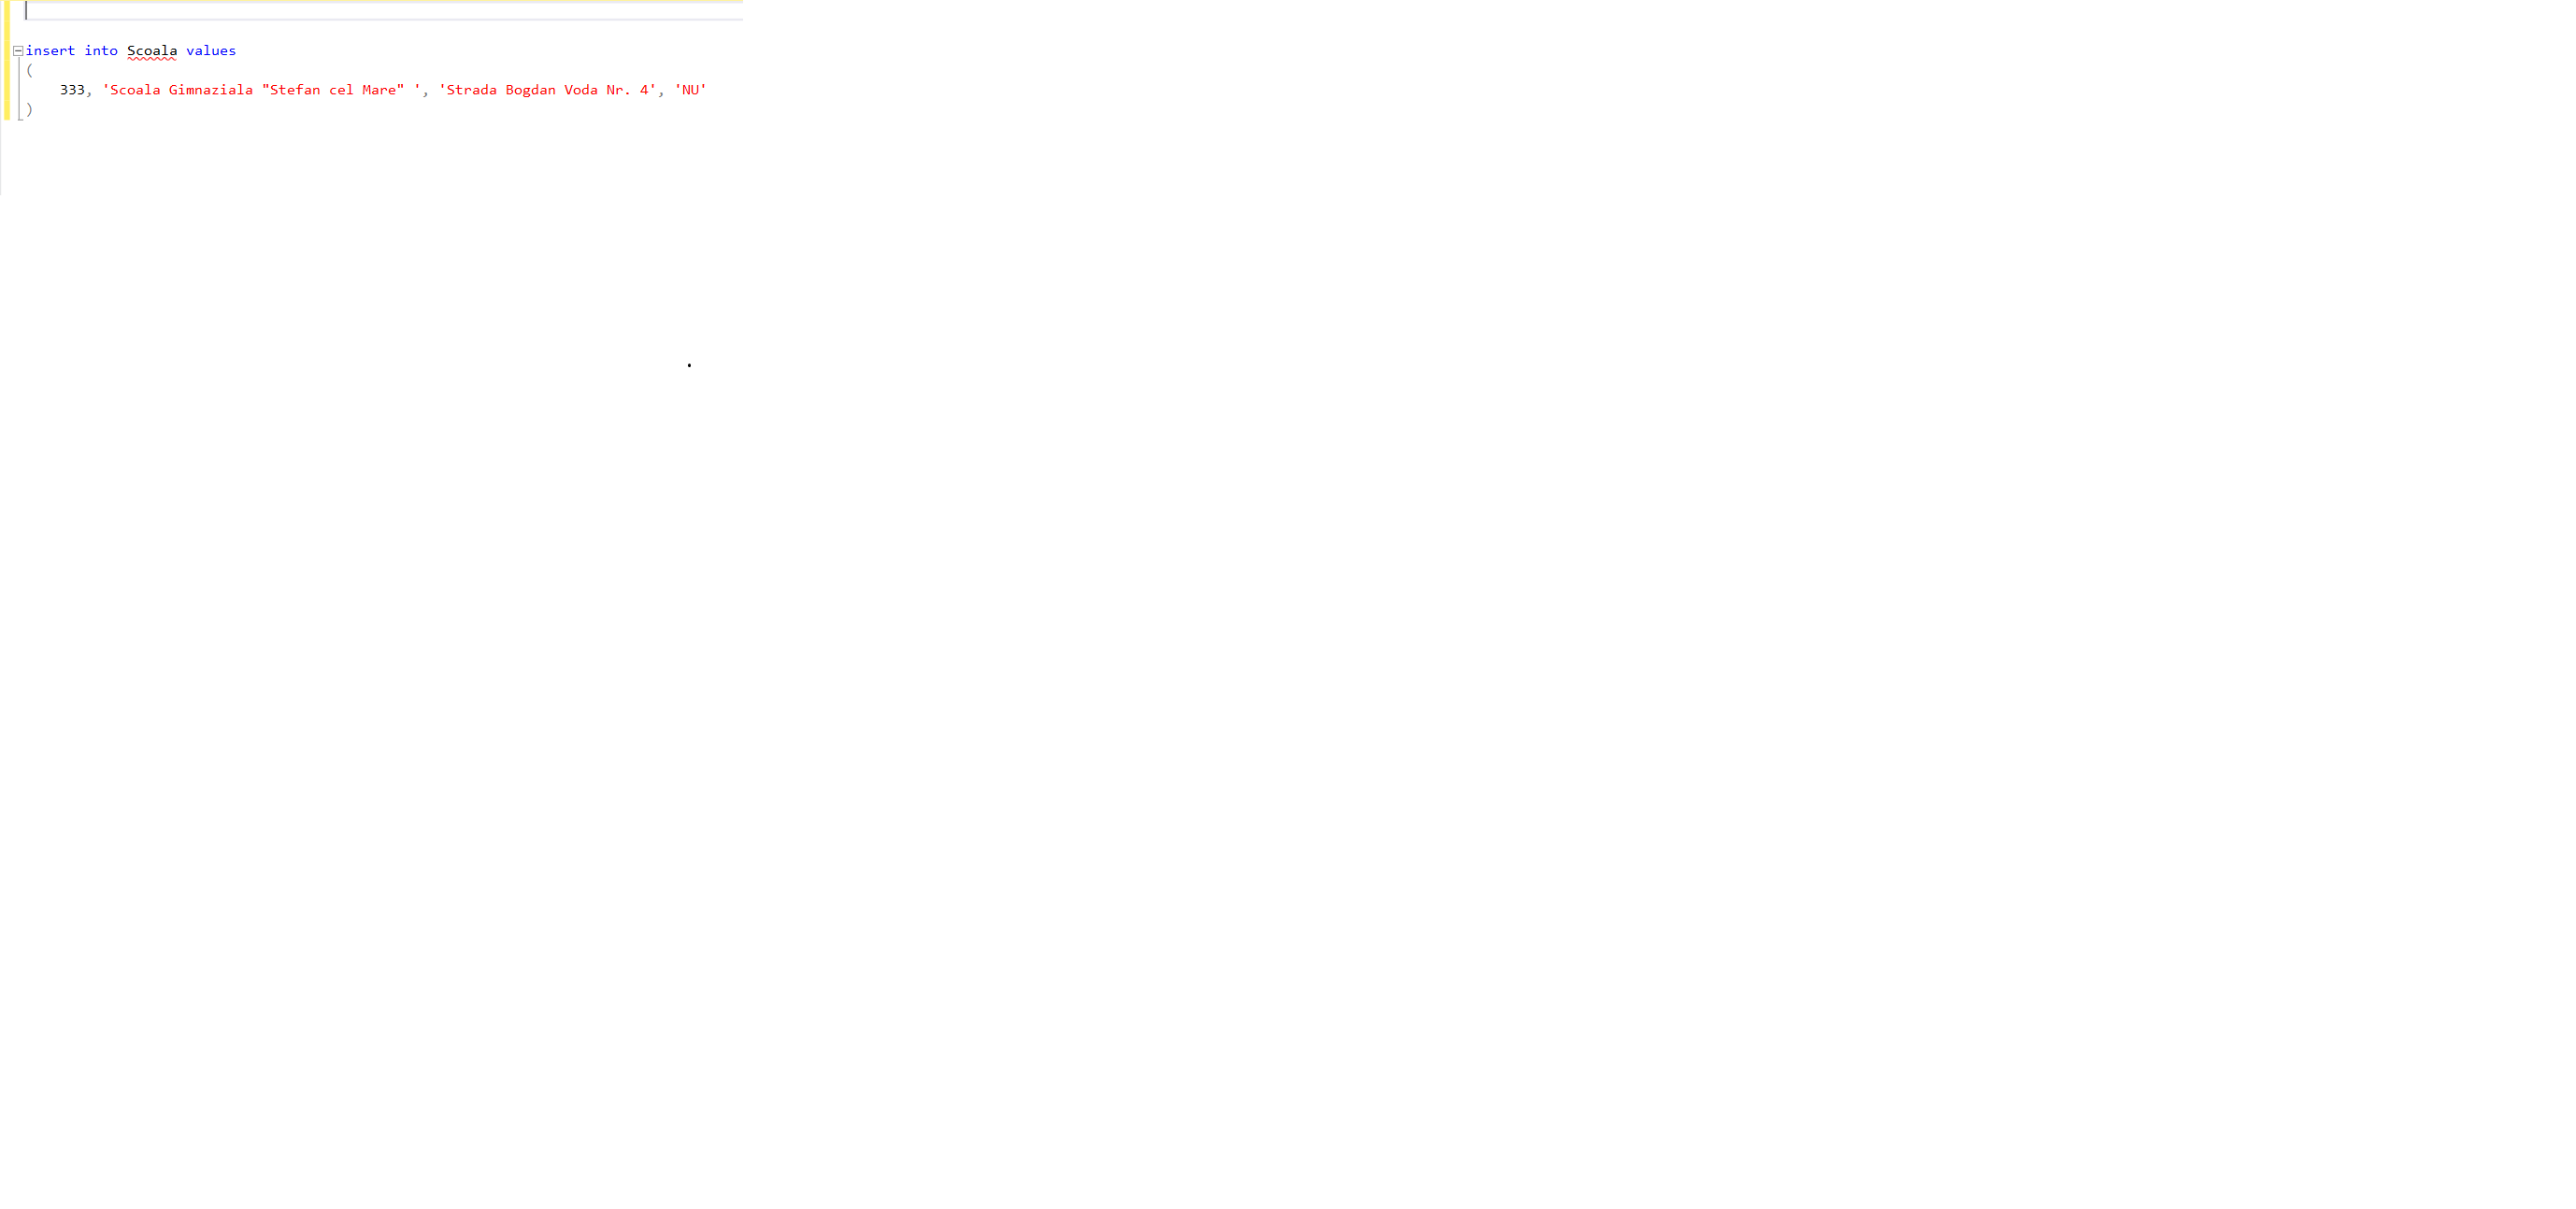 insert into Scoala values
(
333, 'Scoala Gimnaziala "Stefan cel Mare" ', 'Strada Bogdan Voda Nr. 4', 'NU'
)
.